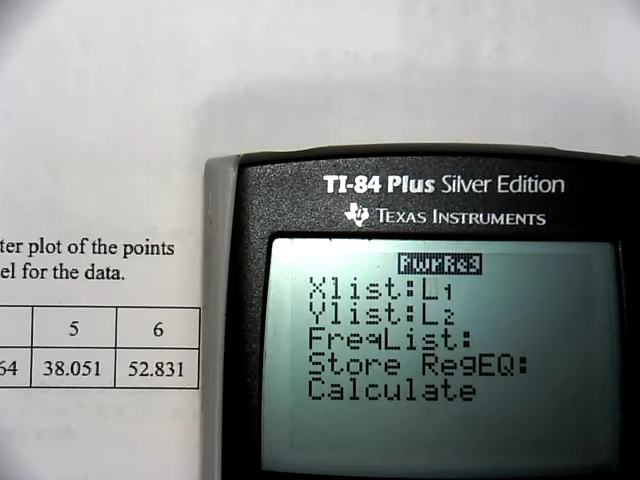 TI-84 Plus Silver Edition
TEXAS INSTRUMENTS
PwrReg
Xlist:L1
Ylist:L2
FreqList:
Store RegEQ:
Calculate
ter plot of the points
el for the data.
5 6
64 38.051 52.831